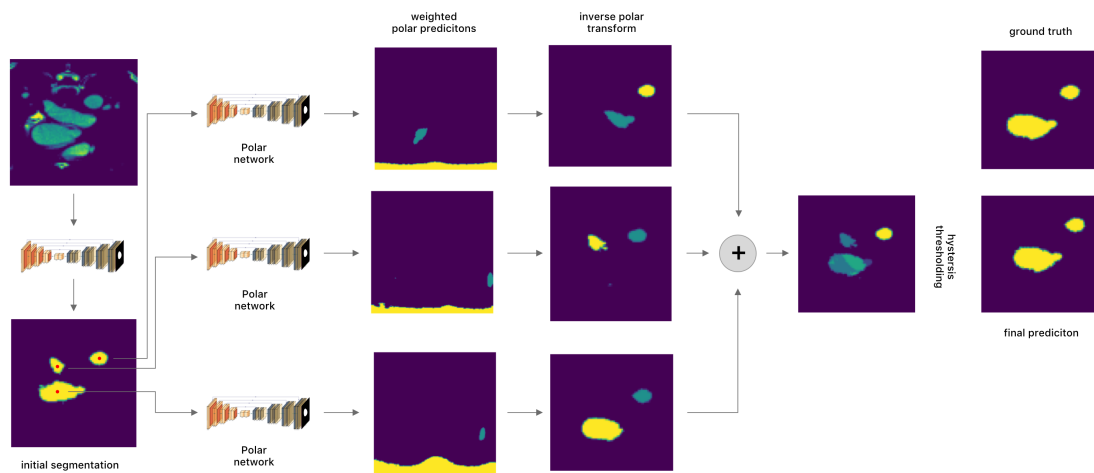 weighted
polar predicitons
inverse polar
transform
ground truth
Polar
network
Polar
network
+
hystersis
thresholding
final prediciton
Polar
network
initial segmentation